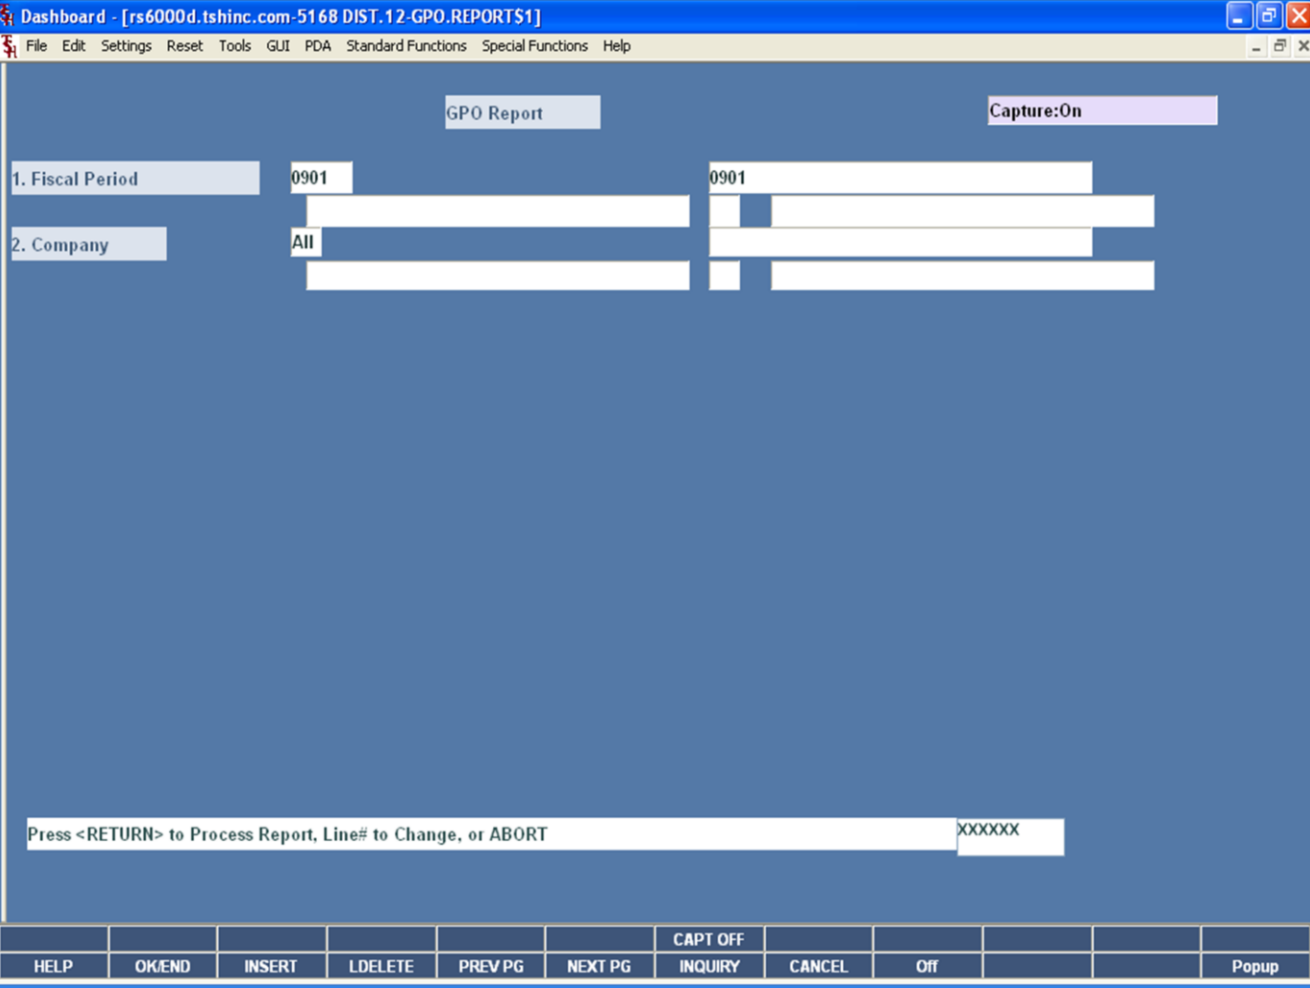 Dashboard - [rs6000d.tshinc.com-5168 DIST.12-GPO.REPORT$1]
File Edit Settings Reset Tools GUI PDA Standard Functions Special Functions Help
GPO Report Capture:On
1. Fiscal Period 0901 0901
2. Company All
Press <RETURN> to Process Report, Line# to Change, or ABORT XXXXXX
CAPT OFF
HELP OK/END INSERT LDELETE PREV PG NEXT PG INQUIRY CANCEL Off Popup